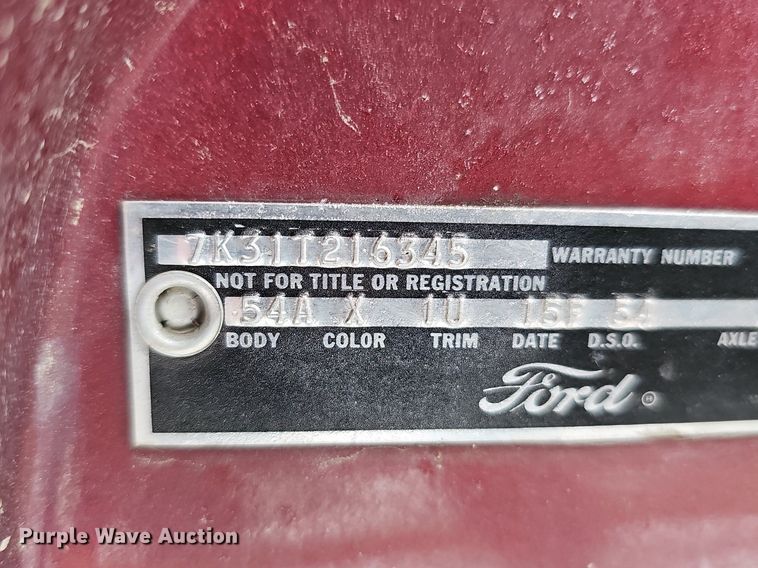 7K31T216345 WARRANTY NUMBER
NOT FOR TITLE OR REGISTRATION
54A X 1U 15F 54
BODY COLOR TRIM DATE D.S.O. AXLE
Ford
Purple Wave Auction